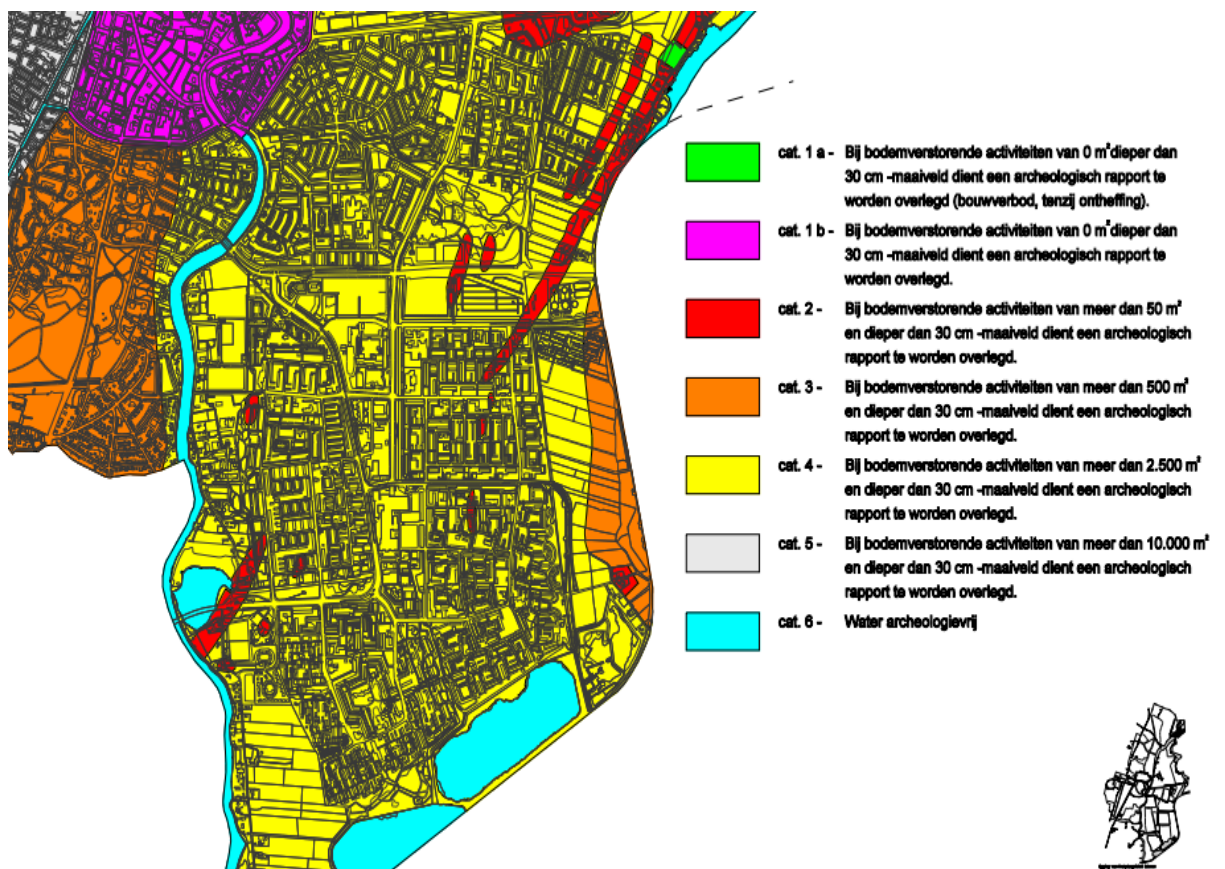 cat. 1 a - Bij bodemverstorende activiteiten van 0 m² dieper dan
30 cm -maaiveld dient een archeologisch rapport te
worden overlegd (bouwverbod, tenzij ontheffing).
cat. 1 b - Bij bodemverstorende activiteiten van 0 m² dieper dan
30 cm -maaiveld dient een archeologisch rapport te
worden overlegd.
cat. 2 - Bij bodemverstorende activiteiten van meer dan 50 m²
en dieper dan 30 cm -maaiveld dient een archeologisch
rapport te worden overlegd.
cat. 3 - Bij bodemverstorende activiteiten van meer dan 500 m²
en dieper dan 30 cm -maaiveld dient een archeologisch
rapport te worden overlegd.
cat. 4 - Bij bodemverstorende activiteiten van meer dan 2.500 m²
en dieper dan 30 cm -maaiveld dient een archeologisch
rapport te worden overlegd.
cat. 5 - Bij bodemverstorende activiteiten van meer dan 10.000 m²
en dieper dan 30 cm -maaiveld dient een archeologisch
rapport te worden overlegd.
cat. 6 - Water archeologievrij